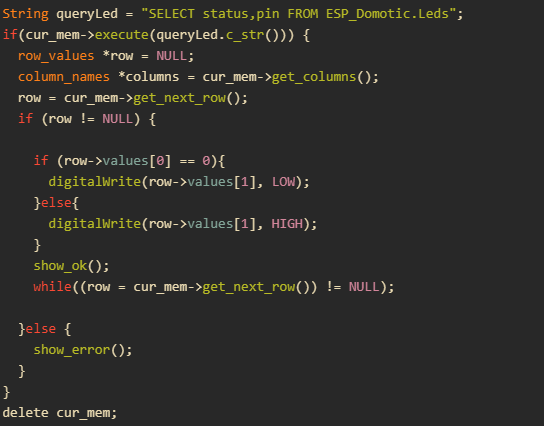 String queryLed = "SELECT status,pin FROM ESP_Domotic.Leds";
if(cur_mem->execute(queryLed.c_str())) {
  row_values *row = NULL;
  column_names *columns = cur_mem->get_columns();
  row = cur_mem->get_next_row();
  if (row != NULL) {

    if (row->values[0] == 0){
      digitalWrite(row->values[1], LOW);
    }else{
      digitalWrite(row->values[1], HIGH);
    }
    show_ok();
    while((row = cur_mem->get_next_row()) != NULL);

  }else {
    show_error();
  }
}
delete cur_mem;